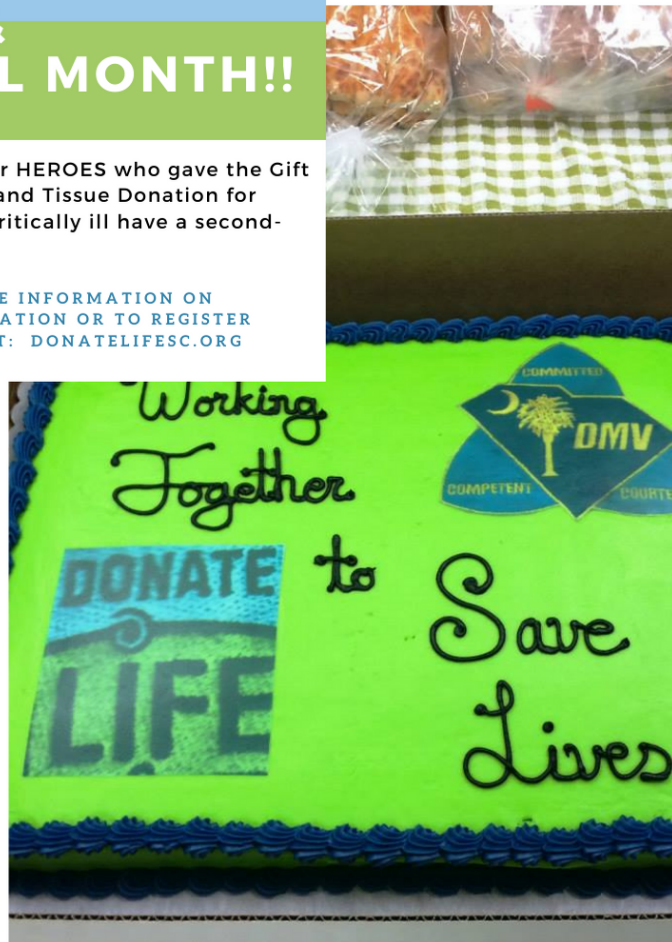 &
L MONTH!!
r HEROES who gave the Gift
and Tissue Donation for
ritically ill have a second-
E INFORMATION ON
ATION OR TO REGISTER
T: DONATELIFESC.ORG
Working
Together
to
Save
Lives
COMMITTED
DMV
COMPETENT
COURTE
DONATE
LIFE